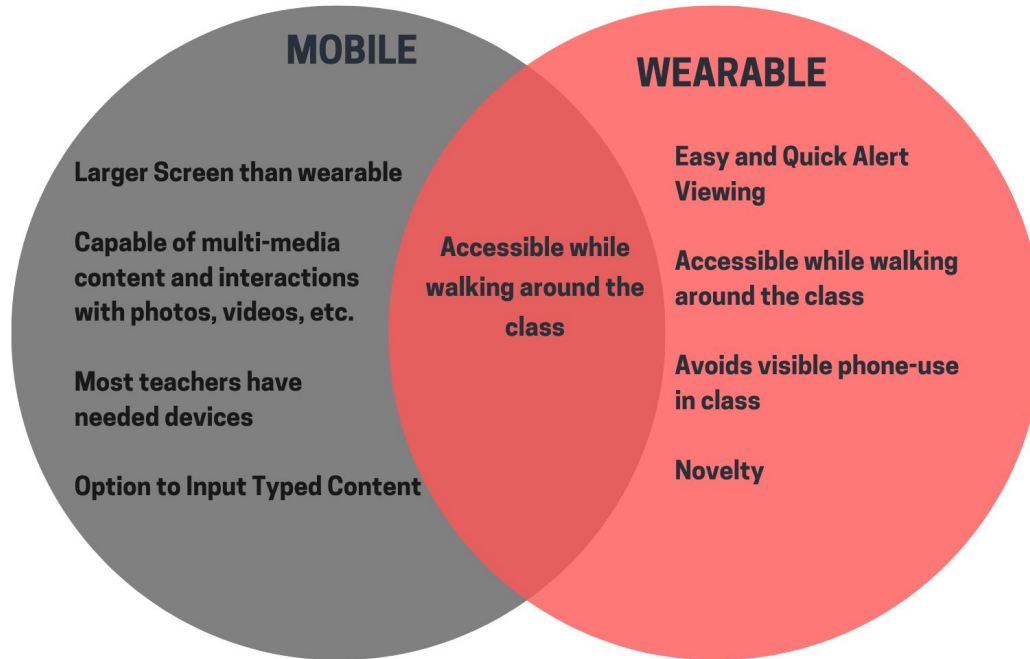 MOBILE
Larger Screen than wearable
Capable of multi-media
content and interactions
with photos, videos, etc.
Most teachers have
needed devices
Option to Input Typed Content
Accessible while
walking around the
class
WEARABLE
Easy and Quick Alert
Viewing
Accessible while walking
around the class
Avoids visible phone-use
in class
Novelty